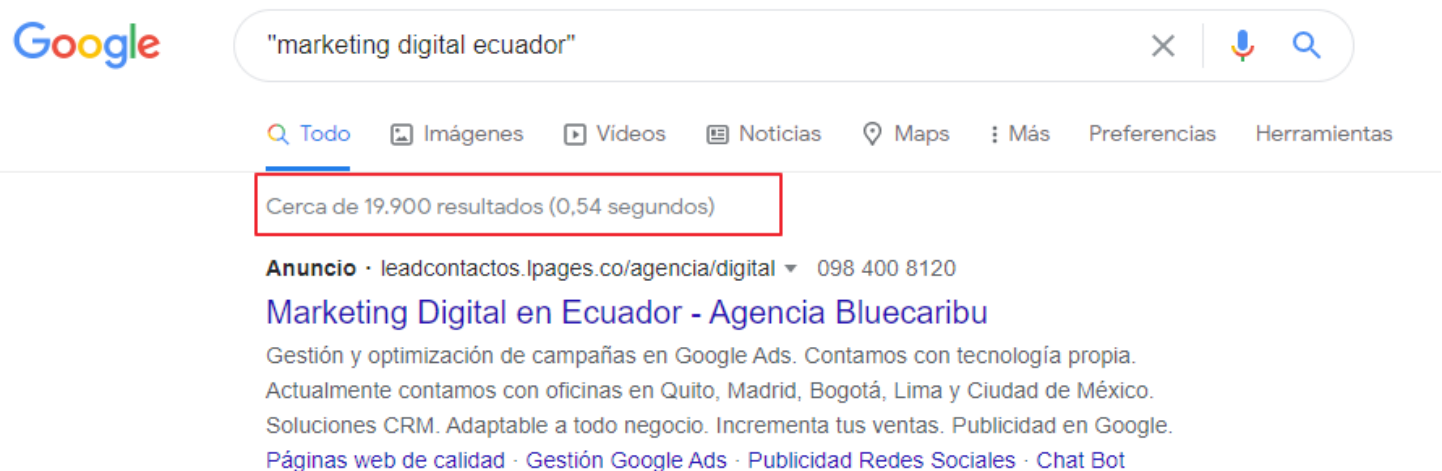 Google "marketing digital ecuador"
Todo Imágenes Vídeos Noticias Maps Más Preferencias Herramientas
Cerca de 19.900 resultados (0,54 segundos)
Anuncio · leadcontactos.lpages.co/agencia/digital 098 400 8120
Marketing Digital en Ecuador - Agencia Bluecaribu
Gestión y optimización de campañas en Google Ads. Contamos con tecnología propia.
Actualmente contamos con oficinas en Quito, Madrid, Bogotá, Lima y Ciudad de México.
Soluciones CRM. Adaptable a todo negocio. Incrementa tus ventas. Publicidad en Google.
Páginas web de calidad · Gestión Google Ads · Publicidad Redes Sociales · Chat Bot